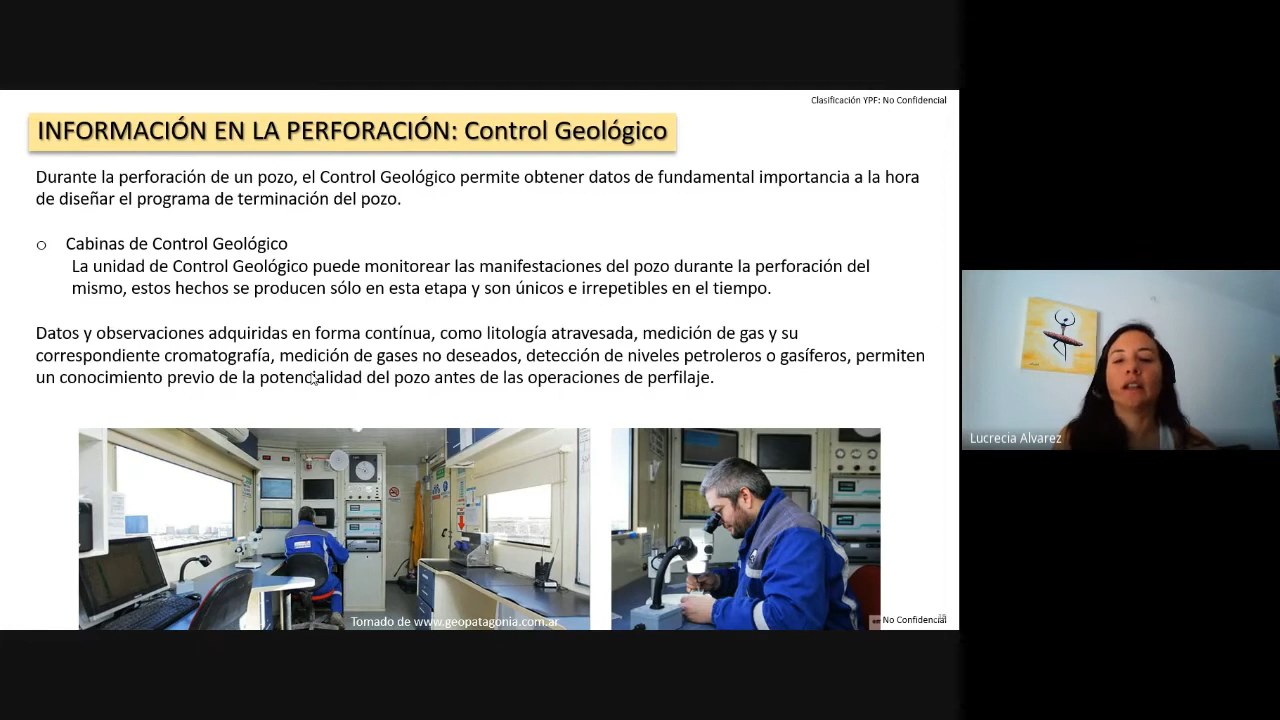 Clasificación YPF: No Confidencial
INFORMACIÓN EN LA PERFORACIÓN: Control Geológico
Durante la perforación de un pozo, el Control Geológico permite obtener datos de fundamental importancia a la hora
de diseñar el programa de terminación del pozo.
o Cabinas de Control Geológico
La unidad de Control Geológico puede monitorear las manifestaciones del pozo durante la perforación del
mismo, estos hechos se producen sólo en esta etapa y son únicos e irrepetibles en el tiempo.
Datos y observaciones adquiridas en forma contínua, como litología atravesada, medición de gas y su
correspondiente cromatografía, medición de gases no deseados, detección de niveles petroleros o gasíferos, permiten
un conocimiento previo de la potencialidad del pozo antes de las operaciones de perfilaje.
Tomado de www.geopatagonia.com.ar
No Confidencial
Lucrecia Alvarez